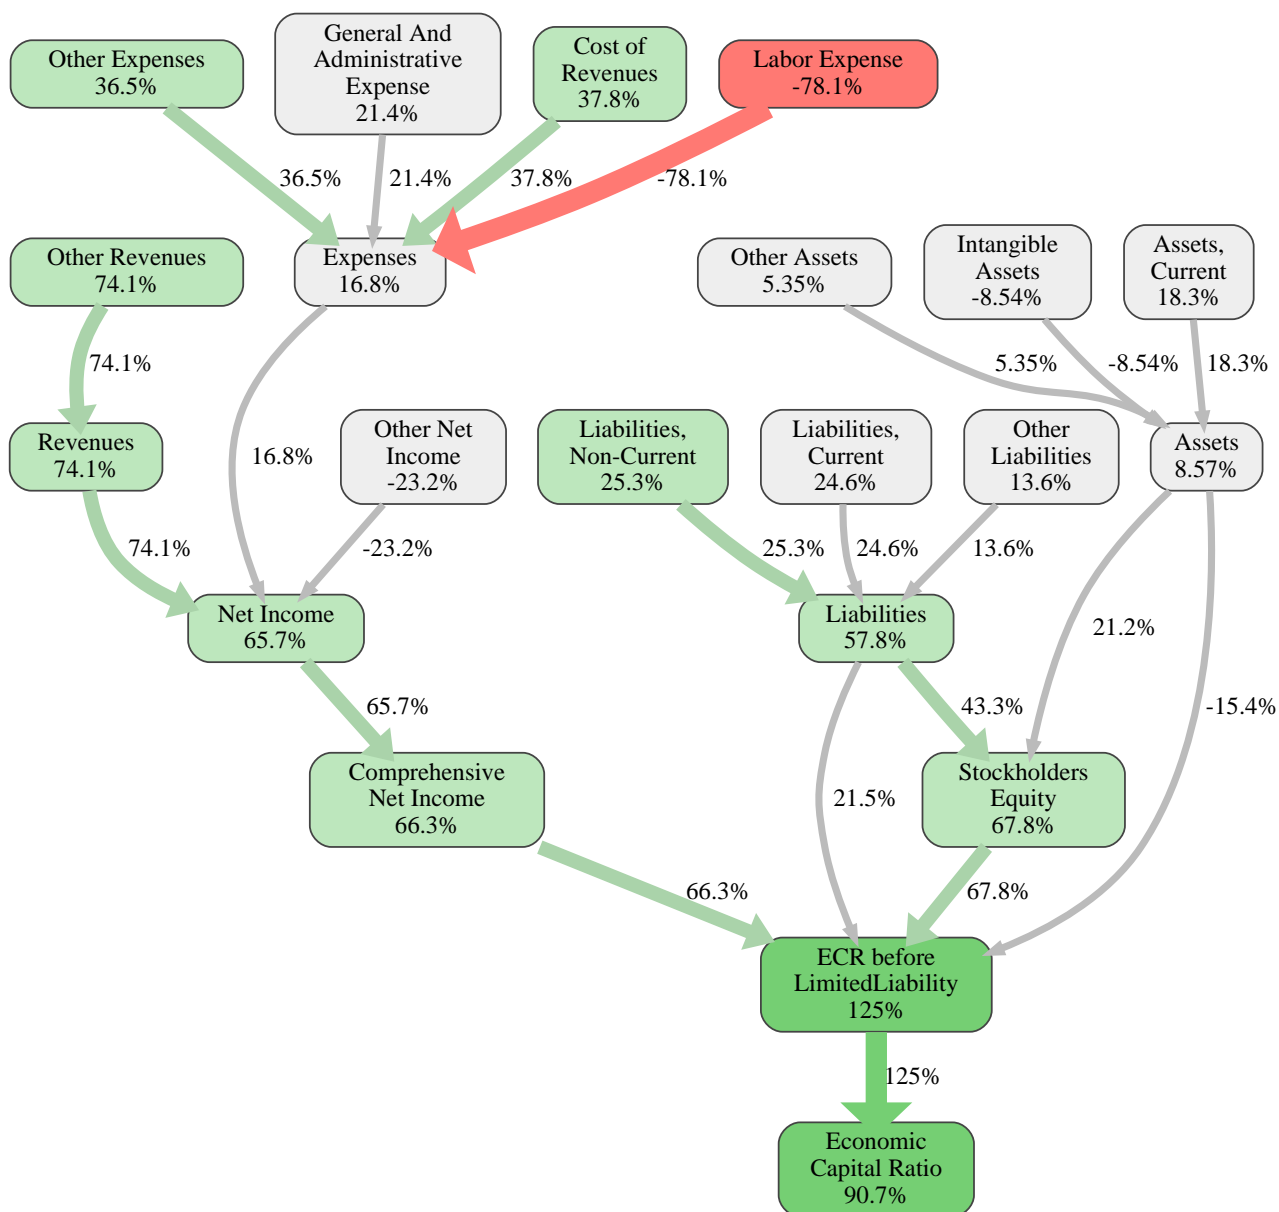 Other Expenses
36.5%
General And
Administrative
Expense
21.4%
Cost of
Revenues
37.8%
Labor Expense
-78.1%
36.5%
21.4%
37.8%
-78.1%
Other Revenues
74.1%
Expenses
16.8%
Other Assets
5.35%
Intangible
Assets
-8.54%
Assets,
Current
18.3%
74.1%
5.35%
-8.54%
18.3%
Revenues
74.1%
16.8%
Other Net
Income
-23.2%
Liabilities,
Non-Current
25.3%
Liabilities,
Current
24.6%
Other
Liabilities
13.6%
Assets
8.57%
74.1%
-23.2%
25.3%
24.6%
13.6%
Net Income
65.7%
Liabilities
57.8%
21.2%
65.7%
43.3%
-15.4%
Comprehensive
Net Income
66.3%
21.5%
Stockholders
Equity
67.8%
66.3%
67.8%
ECR before
LimitedLiability
125%
125%
Economic
Capital Ratio
90.7%